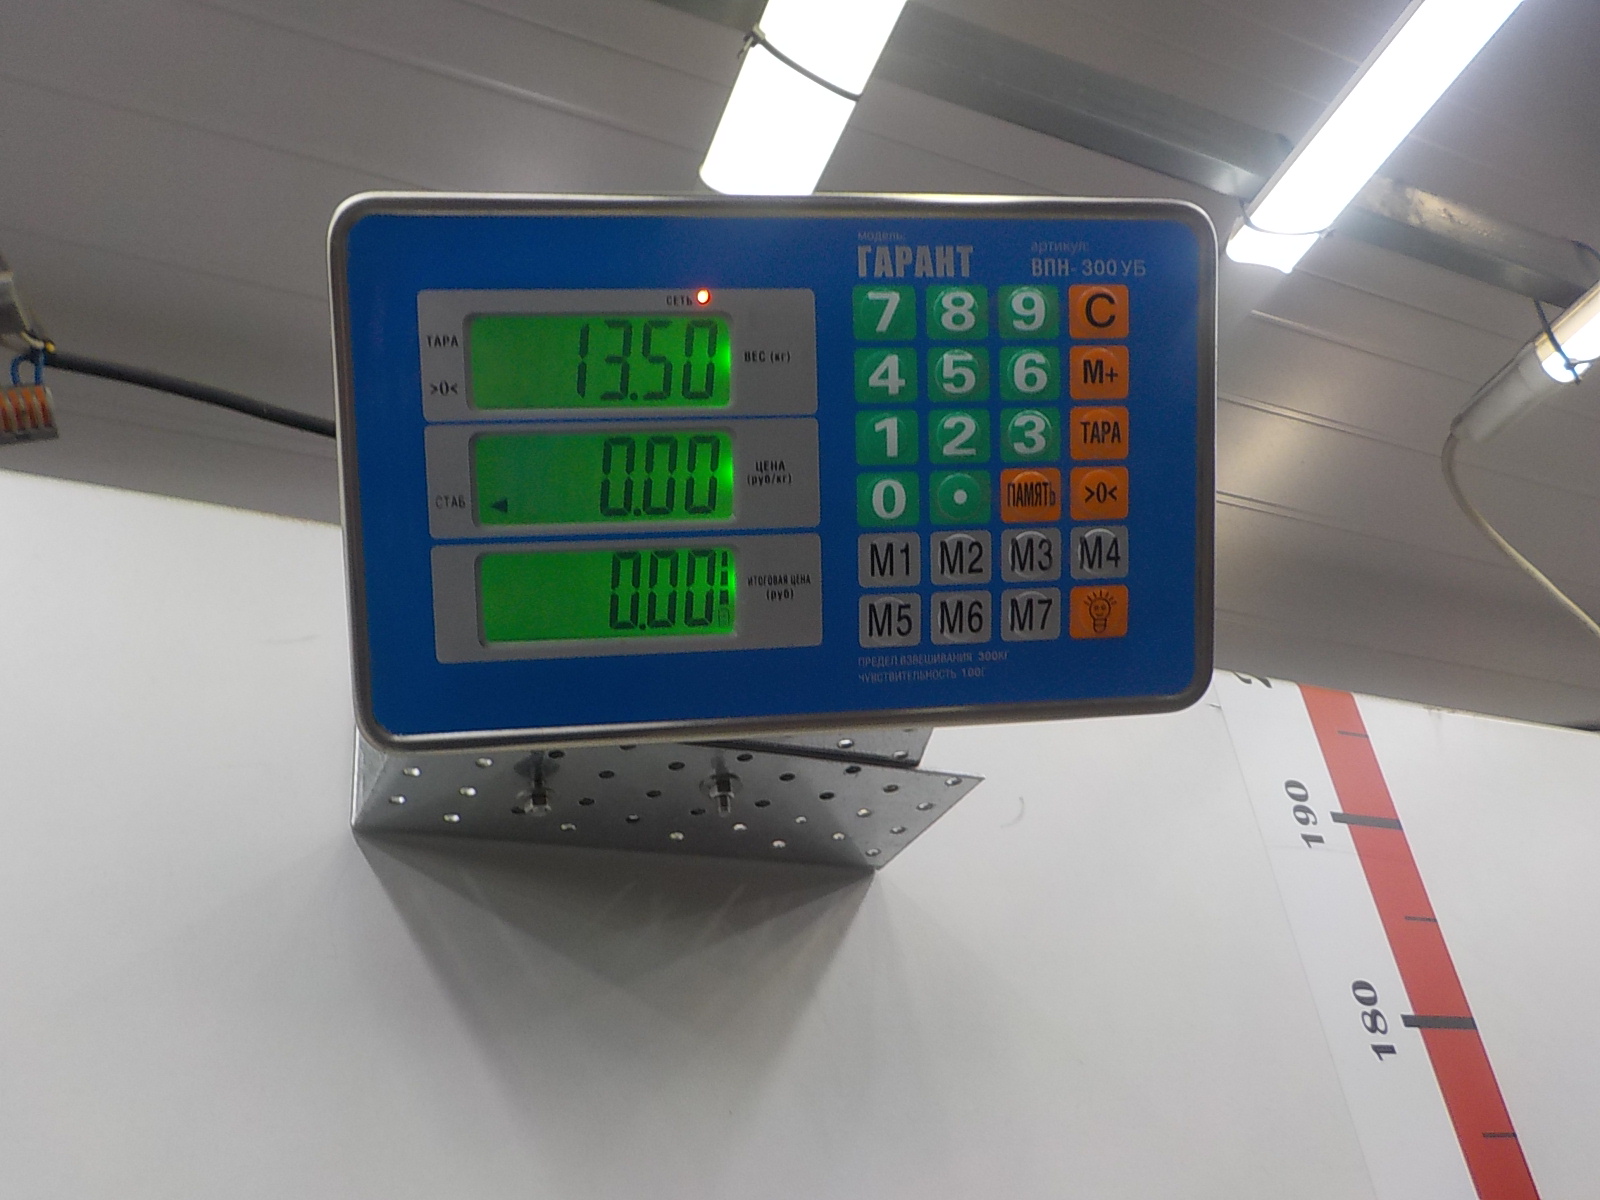 модель:
ГАРАНТ
артикул:
ВПН-300УБ
СЕТЬ
ТАРА
>0<
13.50
ВЕС (кг)
СТАБ
0.00
ЦЕНА
(руб/кг)
0.00
ИТОГОВАЯ ЦЕНА
(руб)
7 8 9 C
4 5 6 M+
1 2 3 ТАРА
0 • ПАМЯТЬ >0<
M1 M2 M3 M4
M5 M6 M7
ПРЕДЕЛ ВЗВЕШИВАНИЯ 300КГ
ЧУВСТВИТЕЛЬНОСТЬ 100Г
190
180